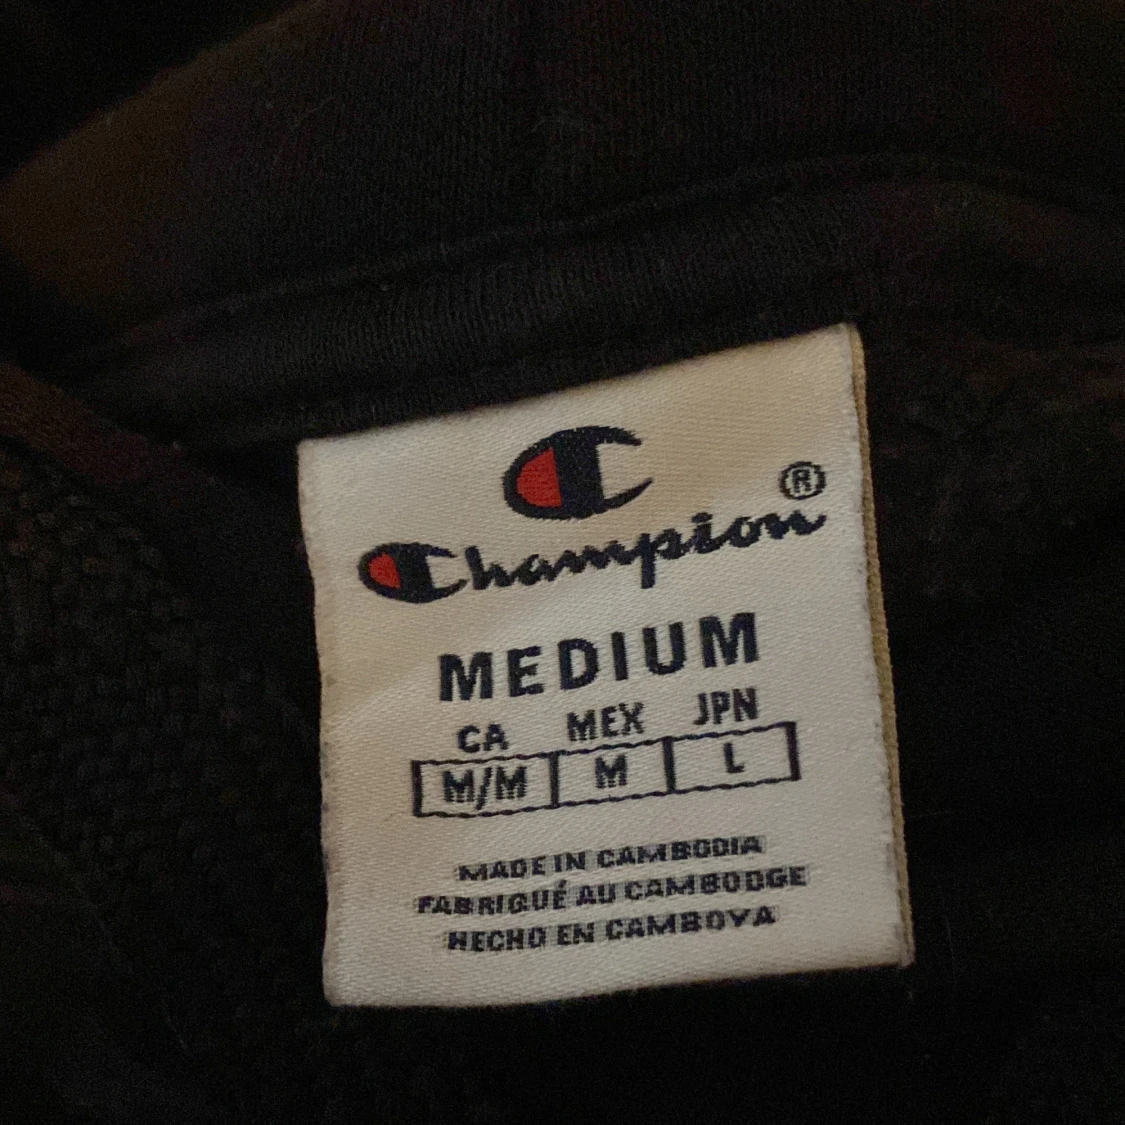 Champion®
MEDIUM
CA MEX JPN
M/M M L
MADE IN CAMBODIA
FABRIQUÉ AU CAMBODGE
HECHO EN CAMBOYA